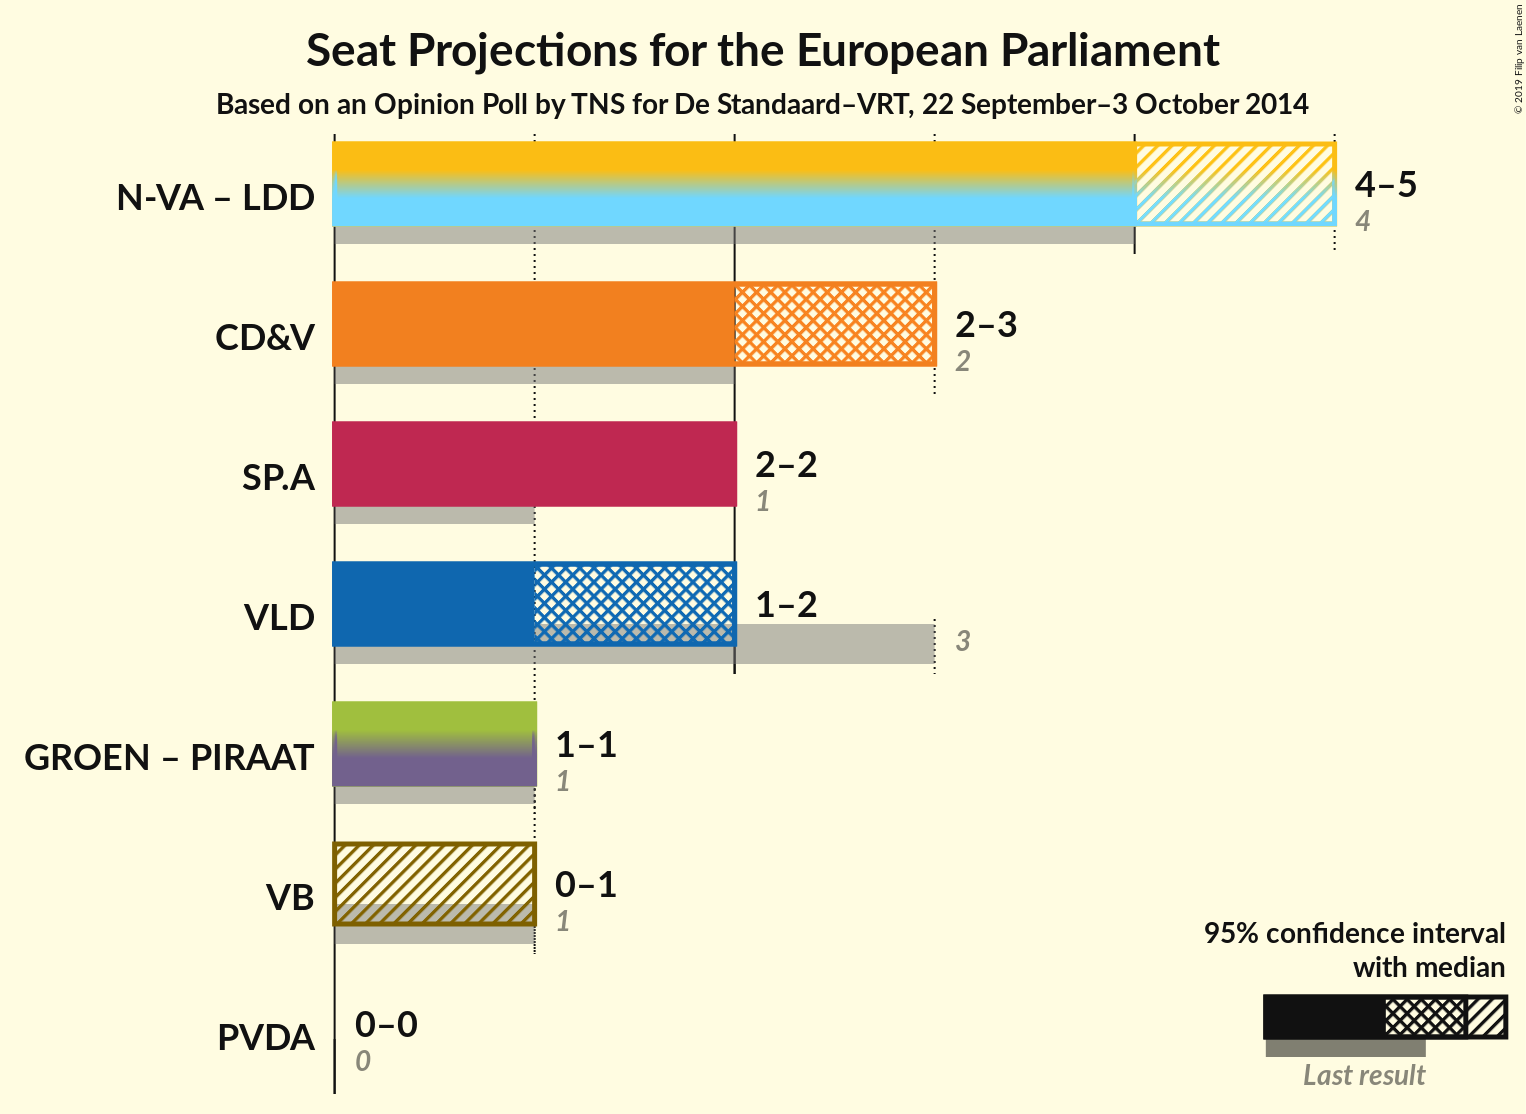 Seat Projections for the European Parliament
Based on an Opinion Poll by TNS for De Standaard–VRT, 22 September–3 October 2014
© 2019 Filip van Laenen
N-VA – LDD
4–5
4
CD&V
2–3
2
SP.A
2–2
1
VLD
1–2
3
GROEN – PIRAAT
1–1
1
VB
0–1
1
PVDA
0–0
0
95% confidence interval
with median
Last result